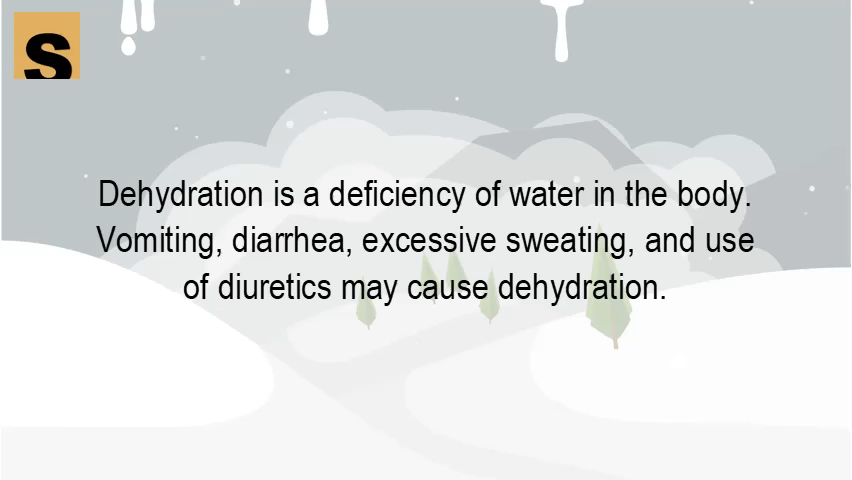 S
Dehydration is a deficiency of water in the body.
Vomiting, diarrhea, excessive sweating, and use
of diuretics may cause dehydration.